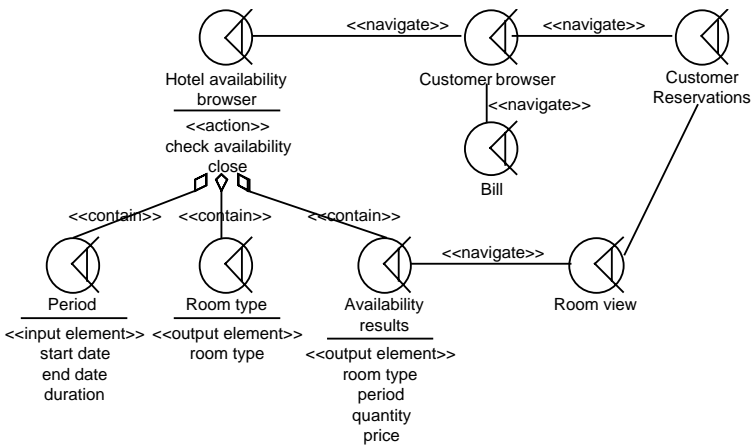 <<navigate>>
<<navigate>>
Hotel availability
browser
<<action>>
check availability
close
Customer browser
Customer
Reservations
<<navigate>>
Bill
<<contain>>
<<contain>>
<<contain>>
<<navigate>>
Period
<<input element>>
start date
end date
duration
Room type
<<output element>>
room type
Availability
results
<<output element>>
room type
period
quantity
price
Room view